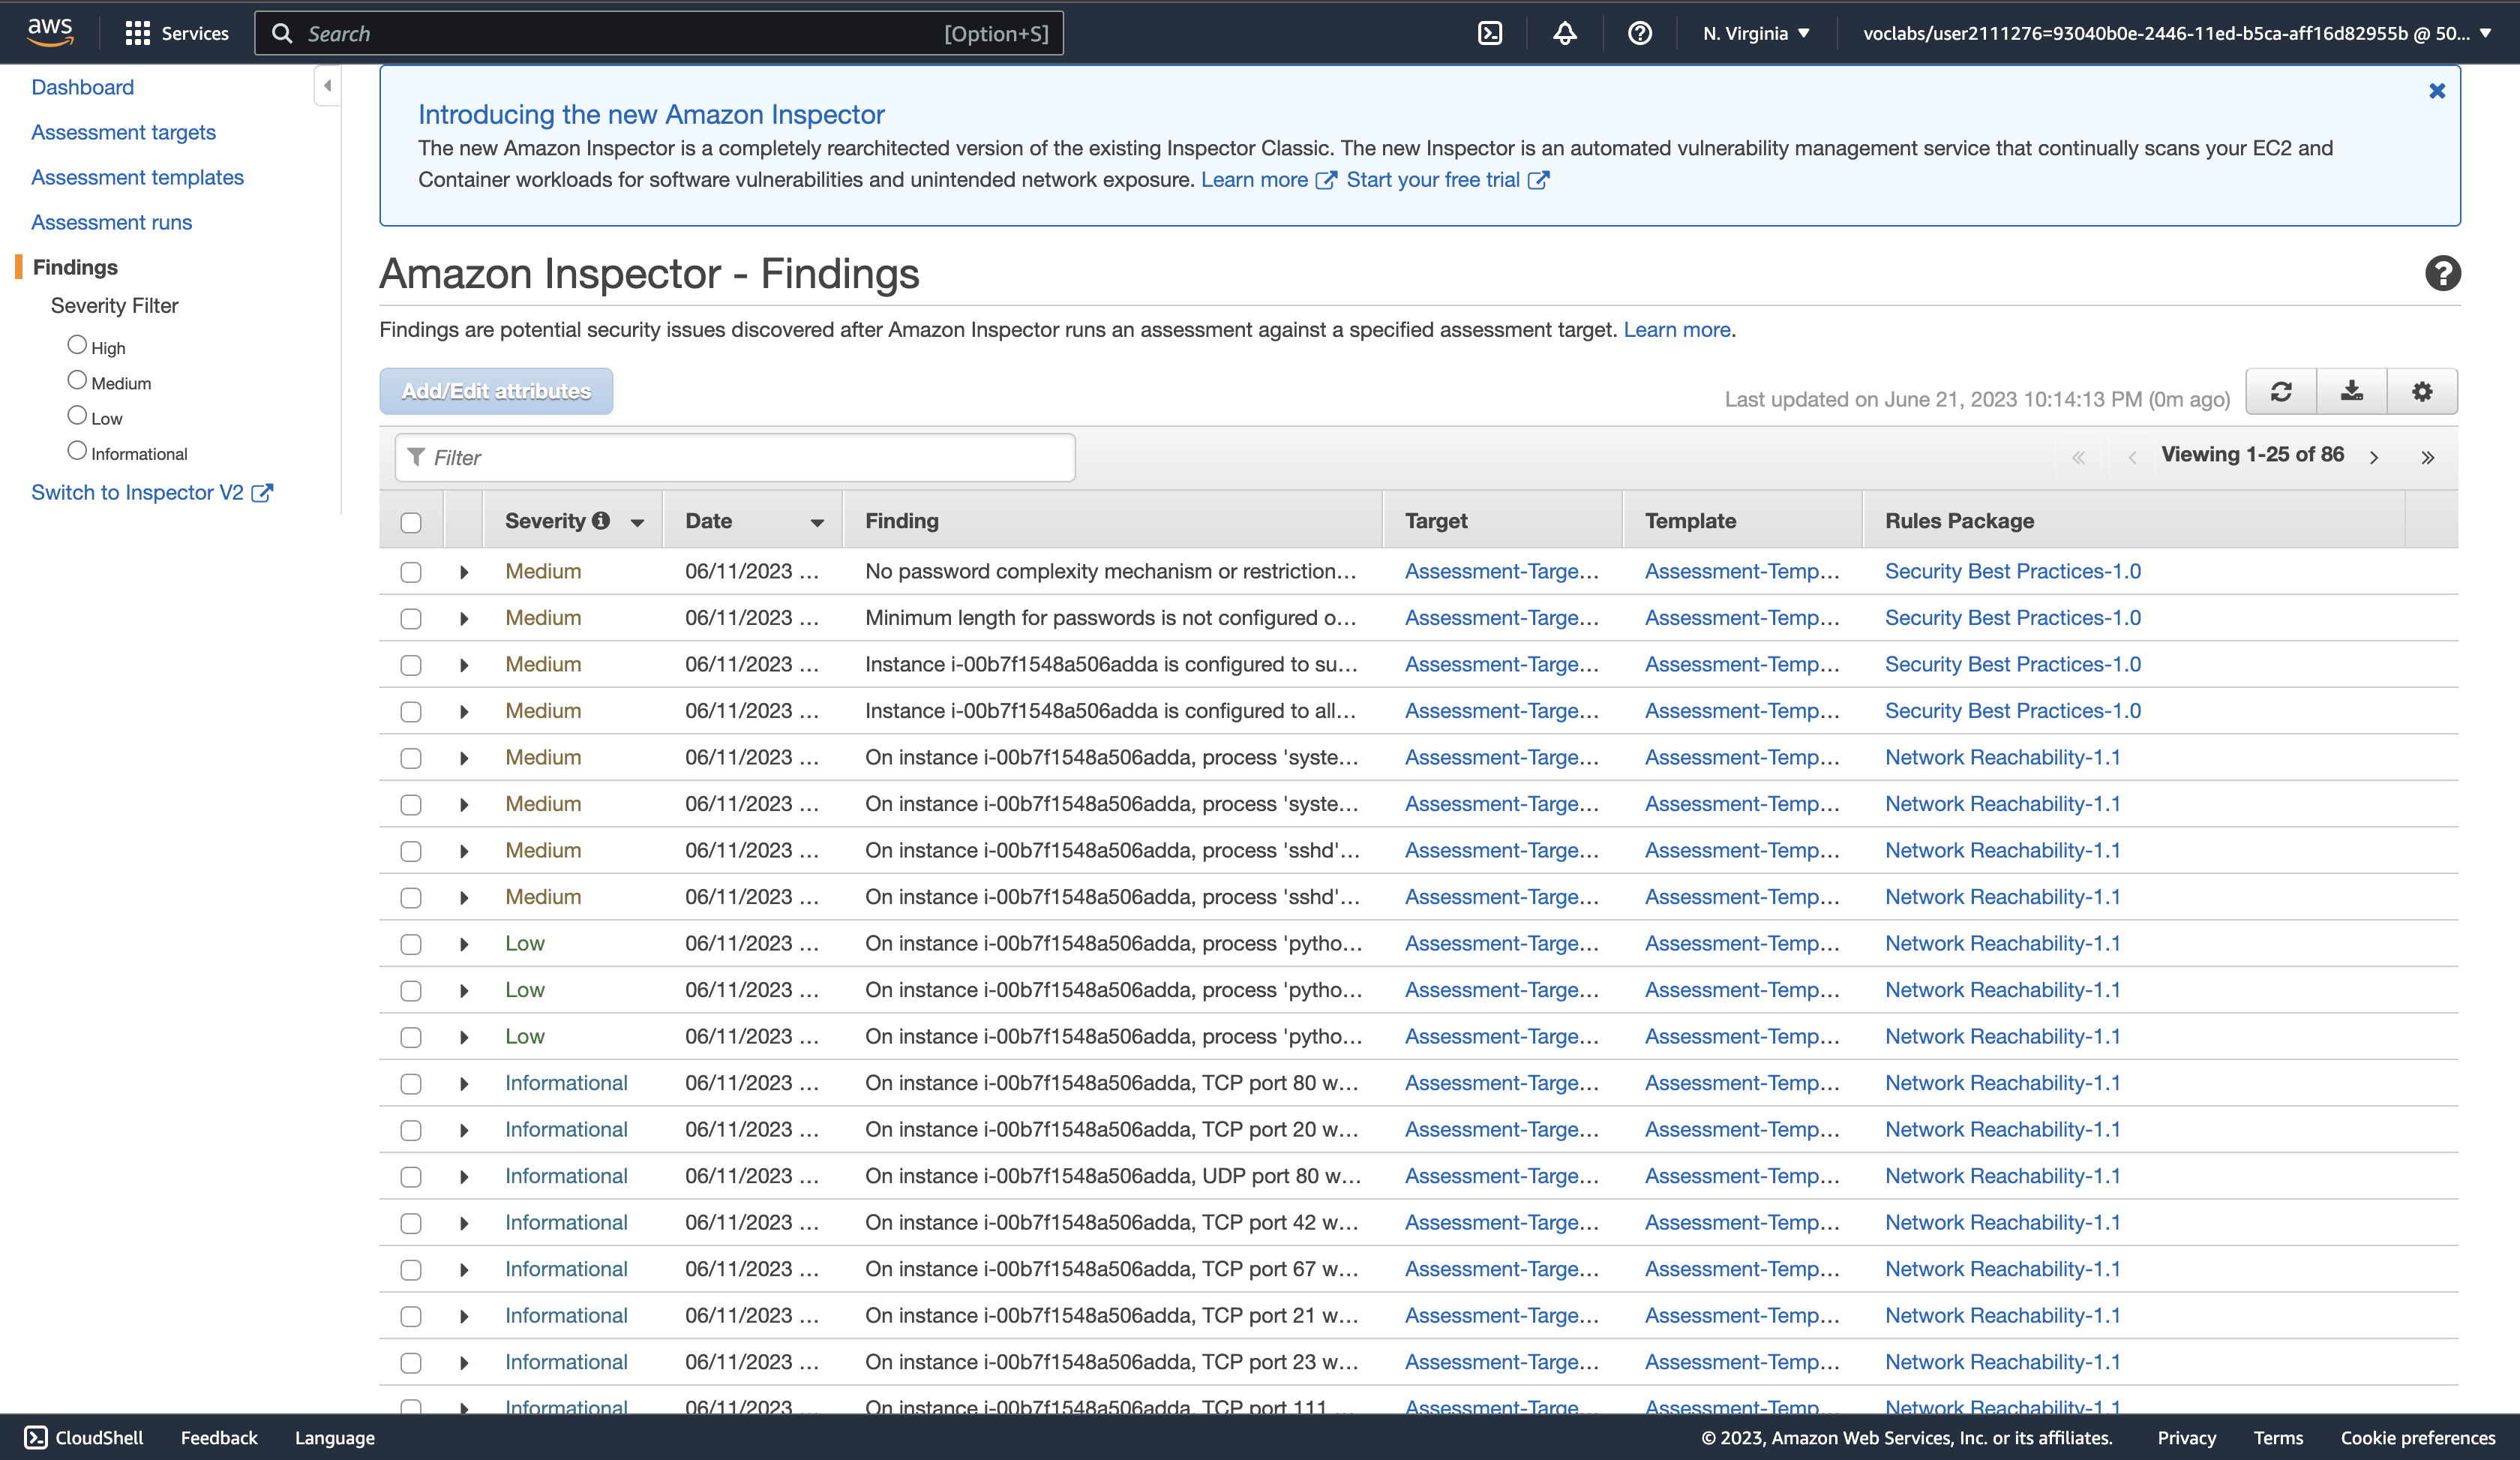 aws
Services
Search [Option+S]
N. Virginia
voclabs/user2111276=93040b0e-2446-11ed-b5ca-aff16d82955b @ 50...
Dashboard
Assessment targets
Assessment templates
Assessment runs
Findings
Severity Filter
High
Medium
Low
Informational
Switch to Inspector V2
Introducing the new Amazon Inspector
The new Amazon Inspector is a completely rearchitected version of the existing Inspector Classic. The new Inspector is an automated vulnerability management service that continually scans your EC2 and
Container workloads for software vulnerabilities and unintended network exposure. Learn more Start your free trial
Amazon Inspector - Findings
Findings are potential security issues discovered after Amazon Inspector runs an assessment against a specified assessment target. Learn more.
Add/Edit attributes
Last updated on June 21, 2023 10:14:13 PM (0m ago)
Filter
Viewing 1-25 of 86
Severity Date Finding Target Template Rules Package
Medium 06/11/2023 ... No password complexity mechanism or restriction... Assessment-Targe... Assessment-Temp... Security Best Practices-1.0
Medium 06/11/2023 ... Minimum length for passwords is not configured o... Assessment-Targe... Assessment-Temp... Security Best Practices-1.0
Medium 06/11/2023 ... Instance i-00b7f1548a506adda is configured to su... Assessment-Targe... Assessment-Temp... Security Best Practices-1.0
Medium 06/11/2023 ... Instance i-00b7f1548a506adda is configured to all... Assessment-Targe... Assessment-Temp... Security Best Practices-1.0
Medium 06/11/2023 ... On instance i-00b7f1548a506adda, process 'syste... Assessment-Targe... Assessment-Temp... Network Reachability-1.1
Medium 06/11/2023 ... On instance i-00b7f1548a506adda, process 'syste... Assessment-Targe... Assessment-Temp... Network Reachability-1.1
Medium 06/11/2023 ... On instance i-00b7f1548a506adda, process 'sshd'... Assessment-Targe... Assessment-Temp... Network Reachability-1.1
Medium 06/11/2023 ... On instance i-00b7f1548a506adda, process 'sshd'... Assessment-Targe... Assessment-Temp... Network Reachability-1.1
Low 06/11/2023 ... On instance i-00b7f1548a506adda, process 'pytho... Assessment-Targe... Assessment-Temp... Network Reachability-1.1
Low 06/11/2023 ... On instance i-00b7f1548a506adda, process 'pytho... Assessment-Targe... Assessment-Temp... Network Reachability-1.1
Low 06/11/2023 ... On instance i-00b7f1548a506adda, process 'pytho... Assessment-Targe... Assessment-Temp... Network Reachability-1.1
Informational 06/11/2023 ... On instance i-00b7f1548a506adda, TCP port 80 w... Assessment-Targe... Assessment-Temp... Network Reachability-1.1
Informational 06/11/2023 ... On instance i-00b7f1548a506adda, TCP port 20 w... Assessment-Targe... Assessment-Temp... Network Reachability-1.1
Informational 06/11/2023 ... On instance i-00b7f1548a506adda, UDP port 80 w... Assessment-Targe... Assessment-Temp... Network Reachability-1.1
Informational 06/11/2023 ... On instance i-00b7f1548a506adda, TCP port 42 w... Assessment-Targe... Assessment-Temp... Network Reachability-1.1
Informational 06/11/2023 ... On instance i-00b7f1548a506adda, TCP port 67 w... Assessment-Targe... Assessment-Temp... Network Reachability-1.1
Informational 06/11/2023 ... On instance i-00b7f1548a506adda, TCP port 21 w... Assessment-Targe... Assessment-Temp... Network Reachability-1.1
Informational 06/11/2023 ... On instance i-00b7f1548a506adda, TCP port 23 w... Assessment-Targe... Assessment-Temp... Network Reachability-1.1
Informational 06/11/2023 ... On instance i-00b7f1548a506adda, TCP port 111 ... Assessment-Targe... Assessment-Temp... Network Reachability-1.1
CloudShell Feedback Language
© 2023, Amazon Web Services, Inc. or its affiliates. Privacy Terms Cookie preferences